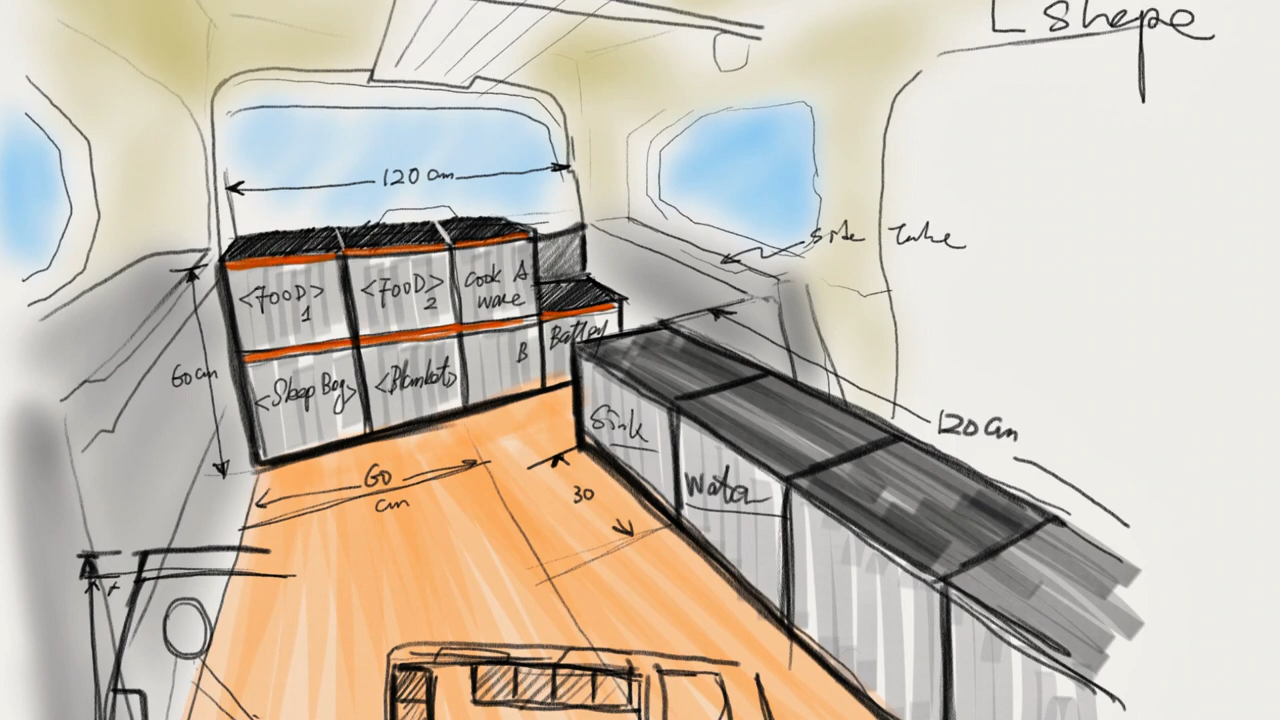 L shape
120 cm
<FOOD>
1
<FOOD>
2
Cook A
ware
B
Battery
<Sleep Bag>
<Blanket>
60 cm
60
cm
30
Sink
Water
Side
120 cm